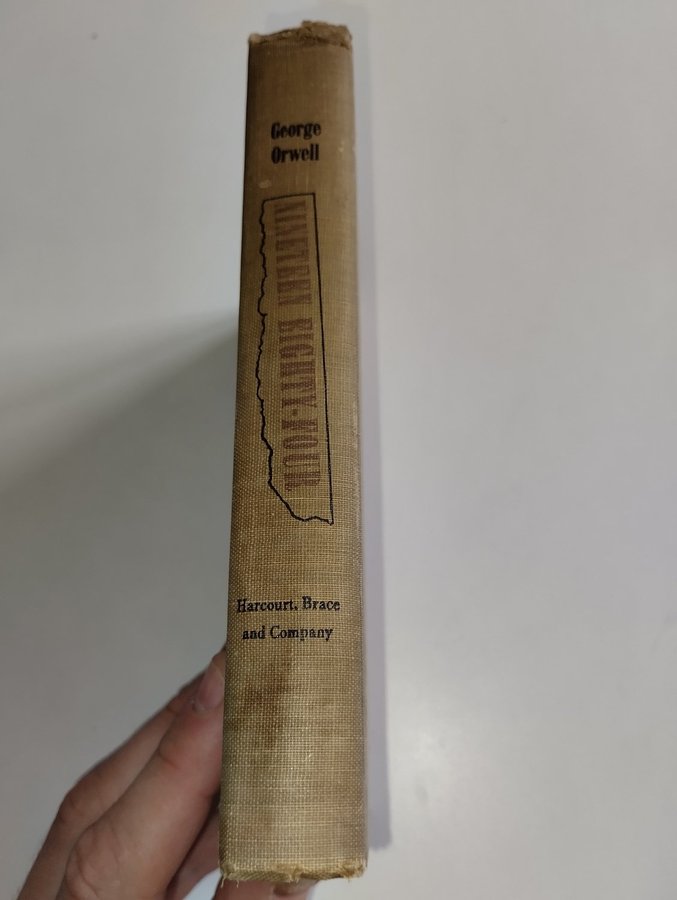 George
Orwell
NINETEEN EIGHTY-FOUR
Harcourt, Brace
and Company